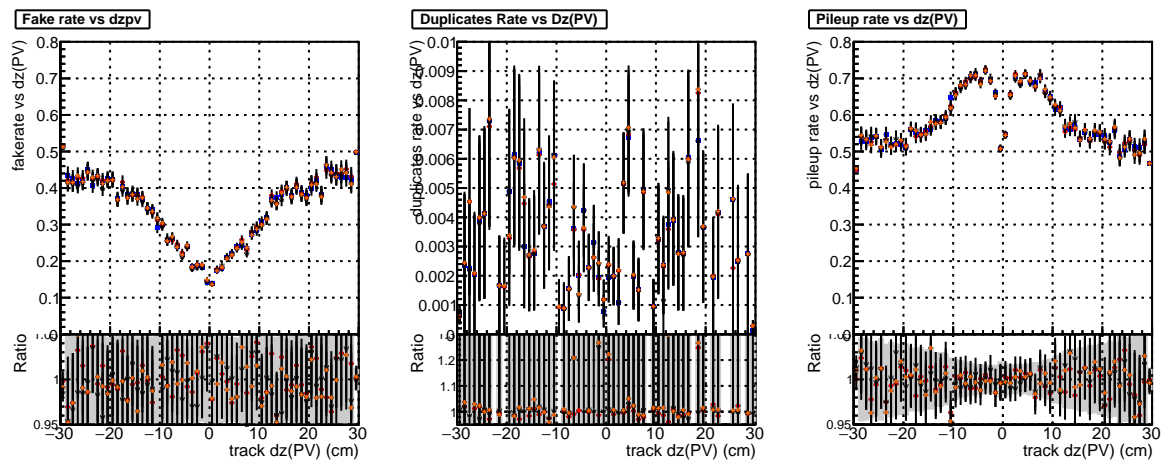 Fake rate vs dzpv
fakerate vs dz(PV)
0.8
0.7
0.6
0.5
0.4
0.3
0.2
0.1
Ratio
1
0.95
−30 −20 −10 0 10 20 30
track dz(PV) (cm)
Duplicates Rate vs Dz(PV)
duplicates rate vs dz(PV)
0.01
0.009
0.008
0.007
0.006
0.005
0.004
0.003
0.002
0.001
Ratio
1.2
1.1
−30 −20 −10 0 10 20 30
track dz(PV) (cm)
Pileup rate vs dz(PV)
pileup rate vs dz(PV)
0.8
0.7
0.6
0.5
0.4
0.3
0.2
0.1
0
Ratio
1
0.95
−30 −20 −10 0 10 20 30
track dz(PV) (cm)